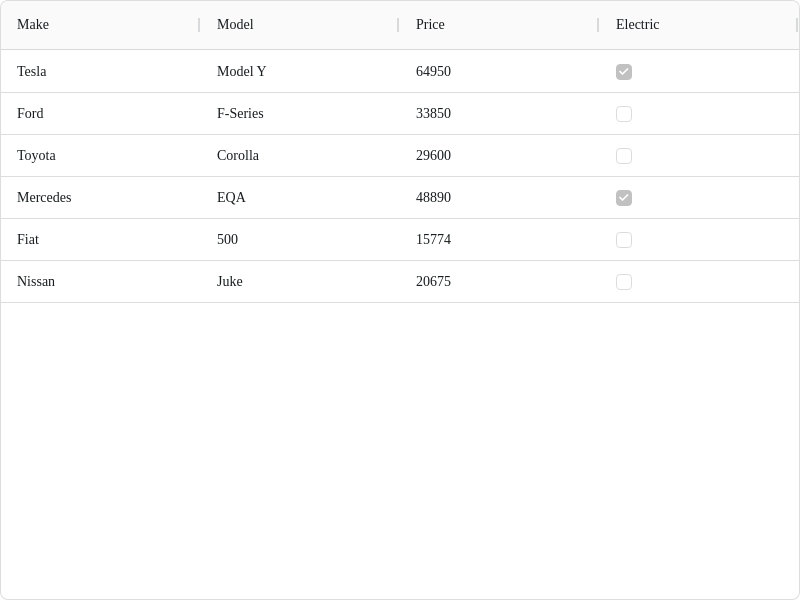 Make Model Price Electric
Tesla Model Y 64950
Ford F-Series 33850
Toyota Corolla 29600
Mercedes EQA 48890
Fiat 500 15774
Nissan Juke 20675